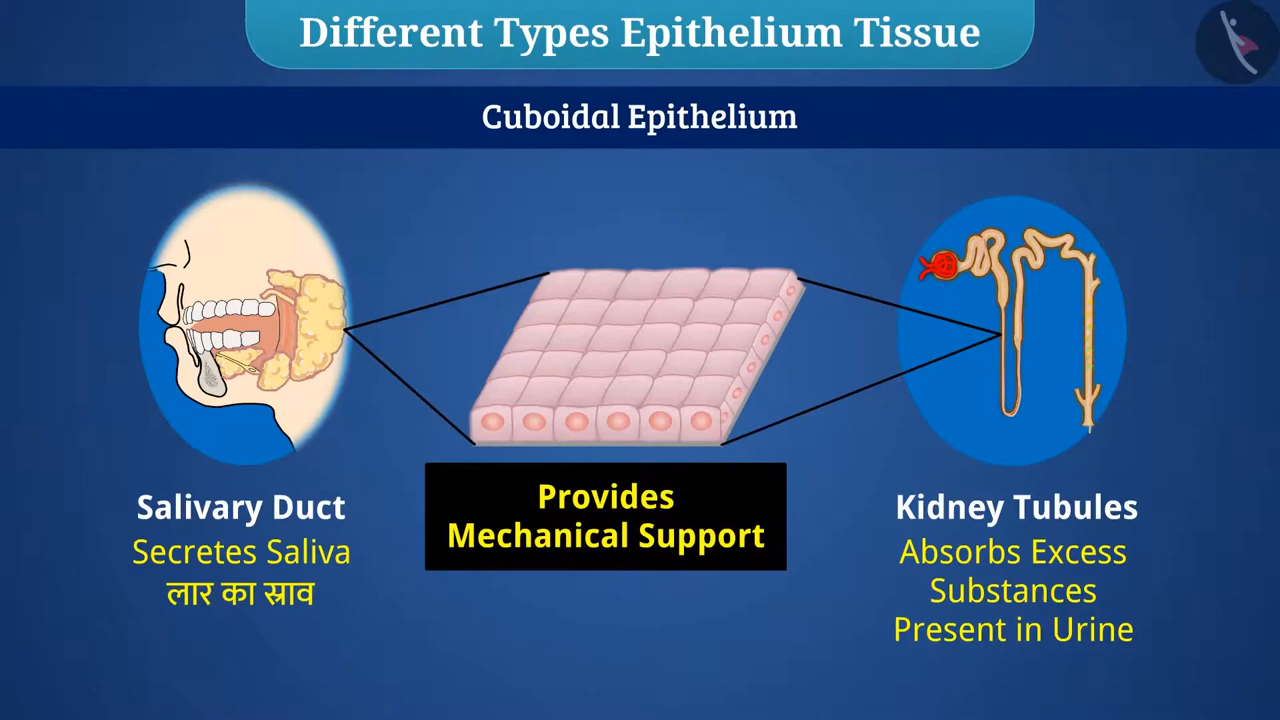 Different Types Epithelium Tissue
Cuboidal Epithelium
Salivary Duct
Secretes Saliva
लार का स्राव
Provides
Mechanical Support
Kidney Tubules
Absorbs Excess
Substances
Present in Urine